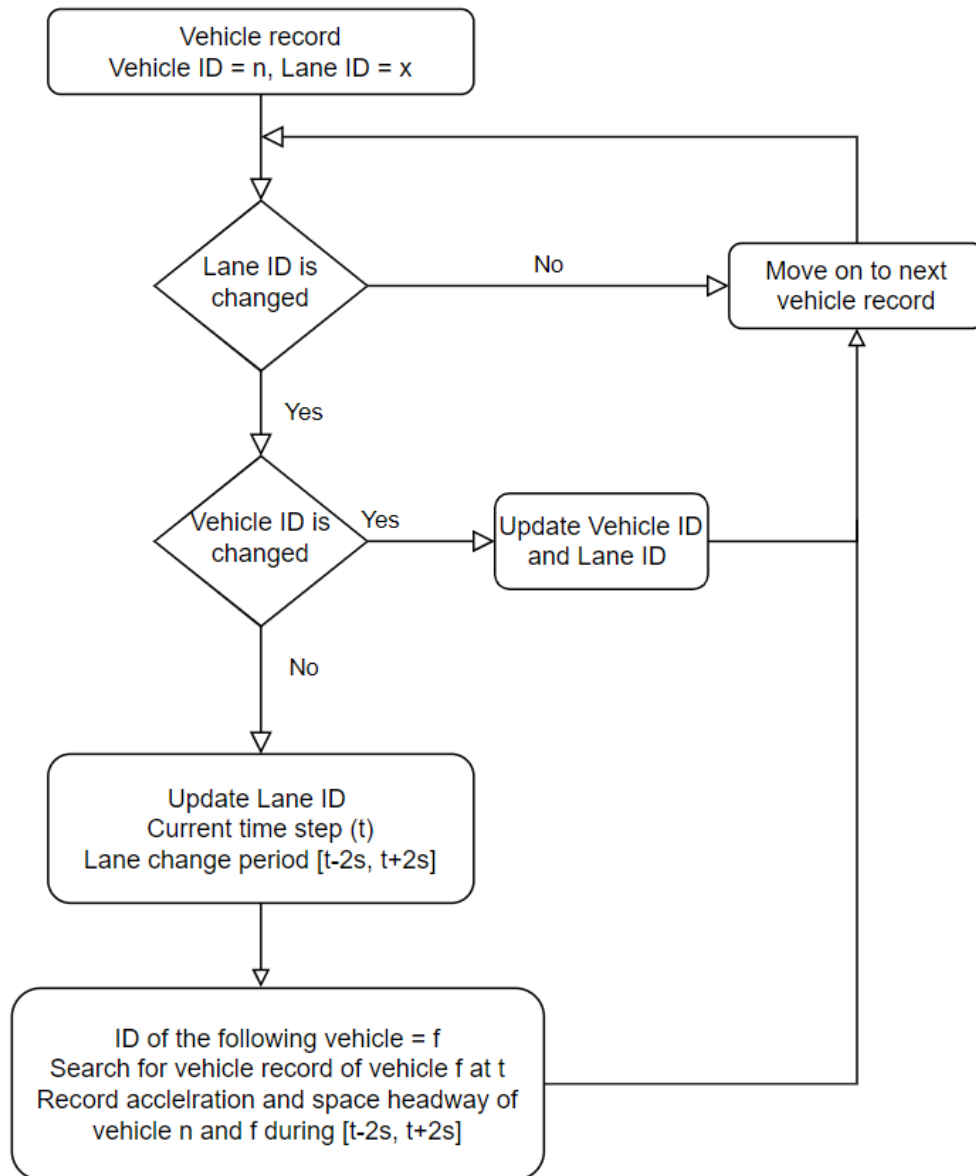 Vehicle record
Vehicle ID = n, Lane ID = x
Lane ID is
changed
No
Move on to next
vehicle record
Yes
Vehicle ID is
changed
Yes
Update Vehicle ID
and Lane ID
No
Update Lane ID
Current time step (t)
Lane change period [t-2s, t+2s]
ID of the following vehicle = f
Search for vehicle record of vehicle f at t
Record acclelration and space headway of
vehicle n and f during [t-2s, t+2s]